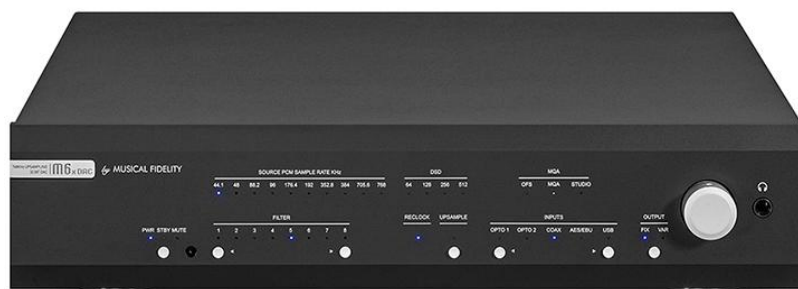 M6x DAC
by MUSICAL FIDELITY
SOURCE PCM SAMPLE RATE KHz
44.1 48 88.2 96 176.4 192 352.8 384 705.6 768
DSD
64 128 256 512
MQA
OFS MQA STUDIO
PWR STBY MUTE
FILTER
1 2 3 4 5 6 7 8
RECLOCK UPSAMPLE
INPUTS
OPTO 1 OPTO 2 COAX AES/EBU USB
OUTPUT
FIX VAR